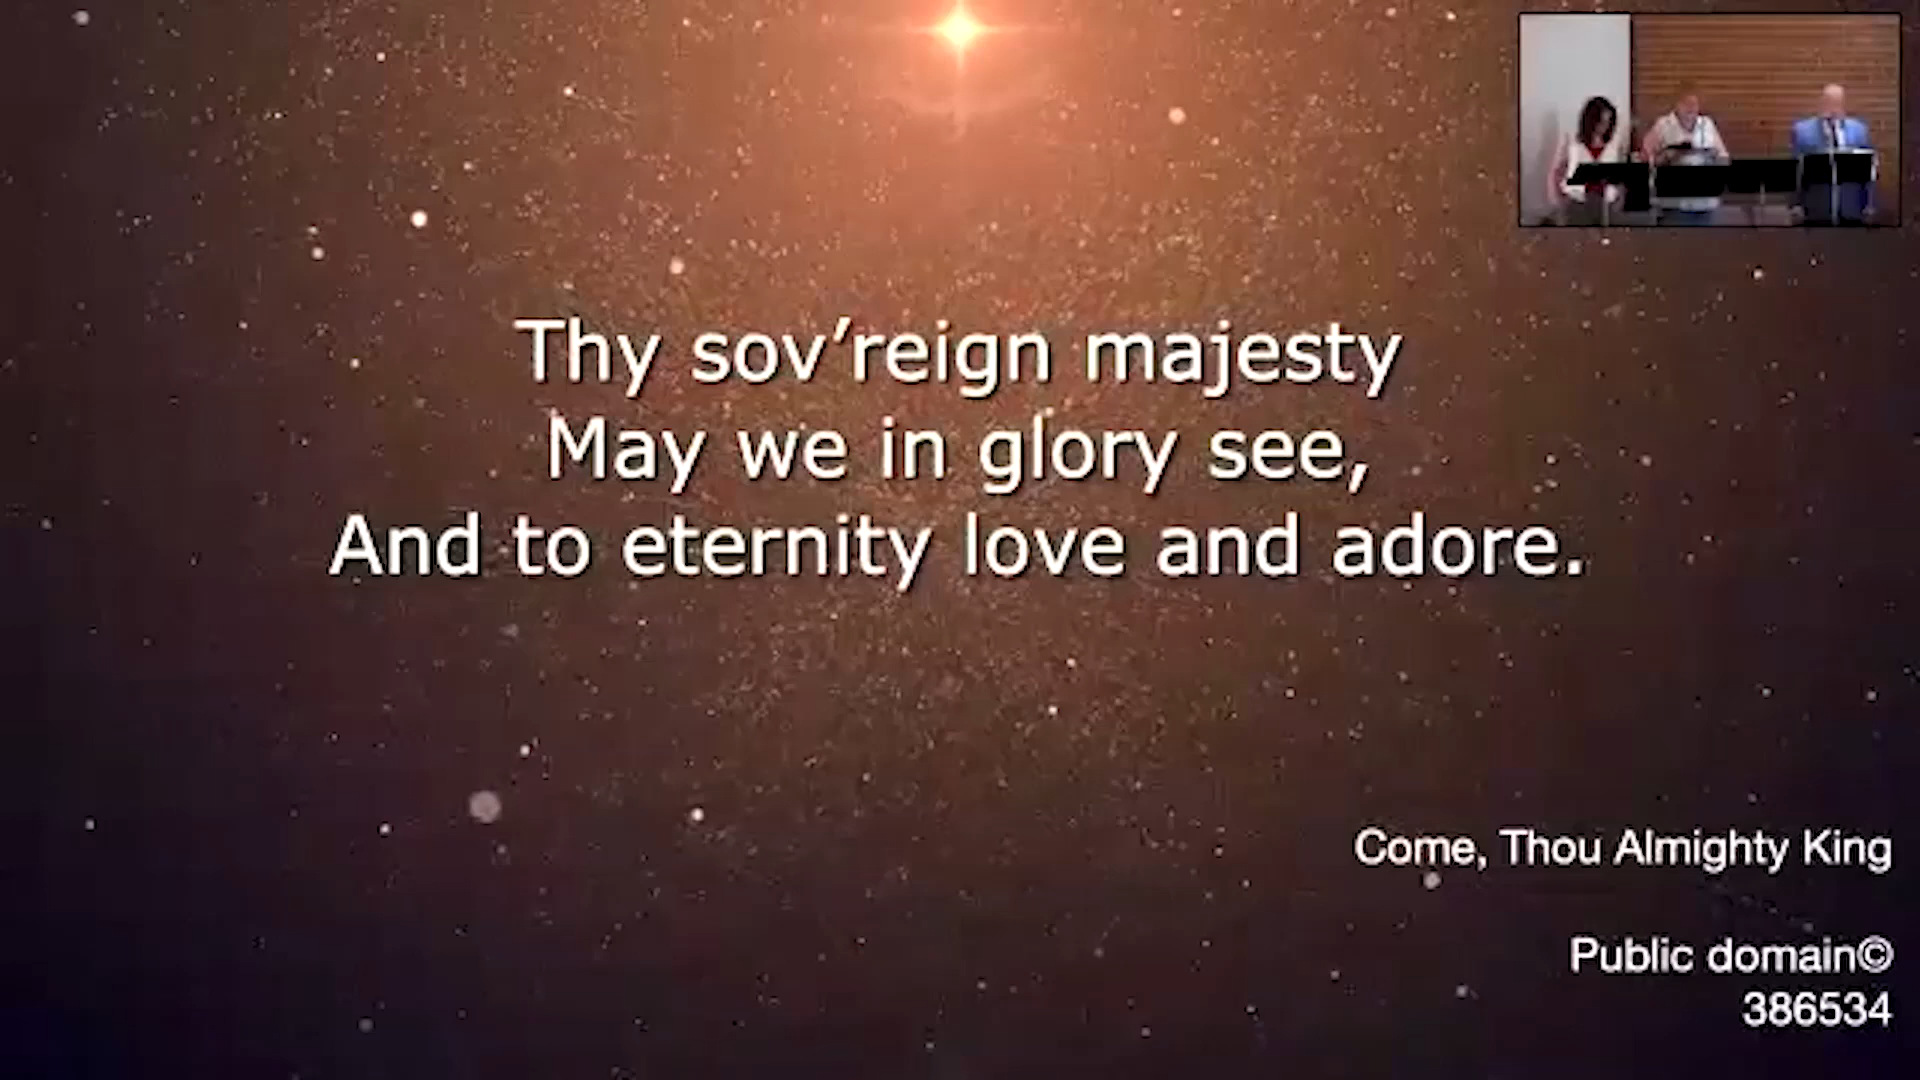 Thy sov’reign majesty
May we in glory see,
And to eternity love and adore.
Come, Thou Almighty King
Public domain©
386534